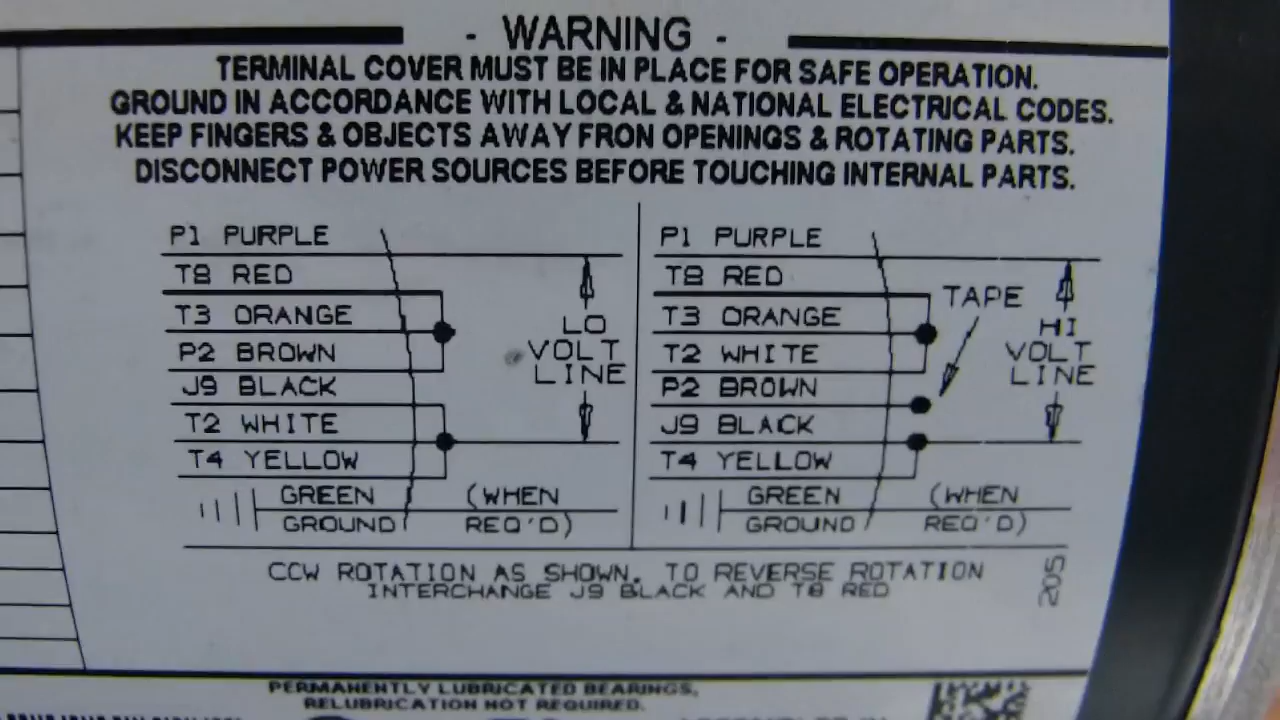 - WARNING -
TERMINAL COVER MUST BE IN PLACE FOR SAFE OPERATION.
GROUND IN ACCORDANCE WITH LOCAL & NATIONAL ELECTRICAL CODES.
KEEP FINGERS & OBJECTS AWAY FRON OPENINGS & ROTATING PARTS.
DISCONNECT POWER SOURCES BEFORE TOUCHING INTERNAL PARTS.
P1 PURPLE
T8 RED
T3 ORANGE
P2 BROWN
J9 BLACK
T2 WHITE
T4 YELLOW
GREEN
GROUND
(WHEN
REQ'D)
LO
VOLT
LINE
P1 PURPLE
T8 RED
T3 ORANGE
T2 WHITE
P2 BROWN
J9 BLACK
T4 YELLOW
GREEN
GROUND
(WHEN
REQ'D)
TAPE
HI
VOLT
LINE
CCW ROTATION AS SHOWN. TO REVERSE ROTATION
INTERCHANGE J9 BLACK AND T8 RED
205
PERMANENTLY LUBRICATED BEARINGS,
RELUBRICATION NOT REQUIRED.